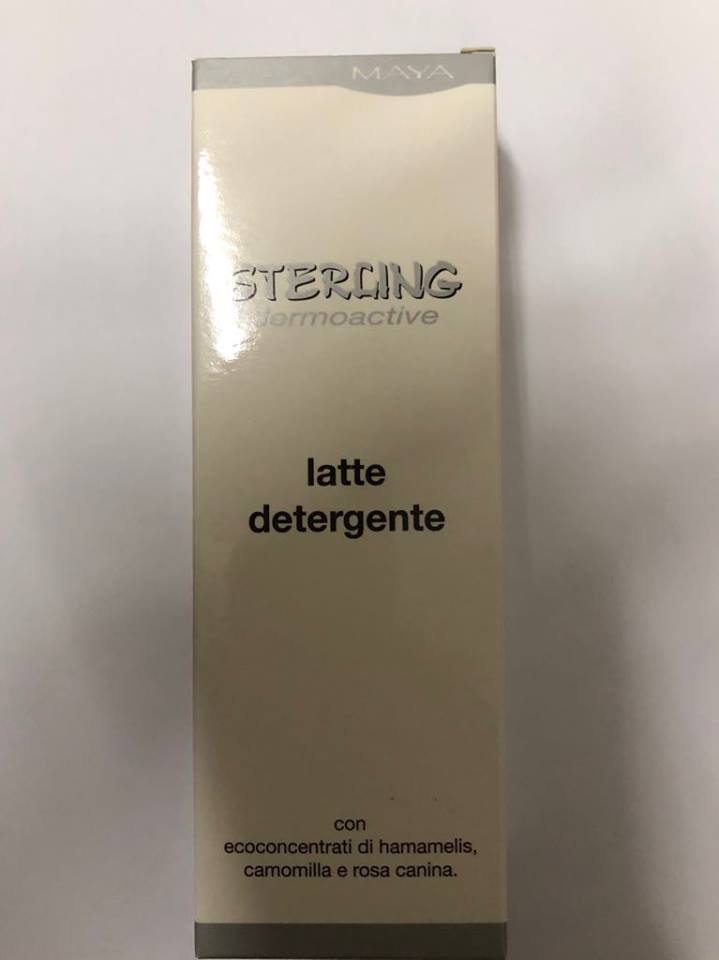 MAYA
STERLING
dermoactive
latte
detergente
con
ecoconcentrati di hamamelis,
camomilla e rosa canina.